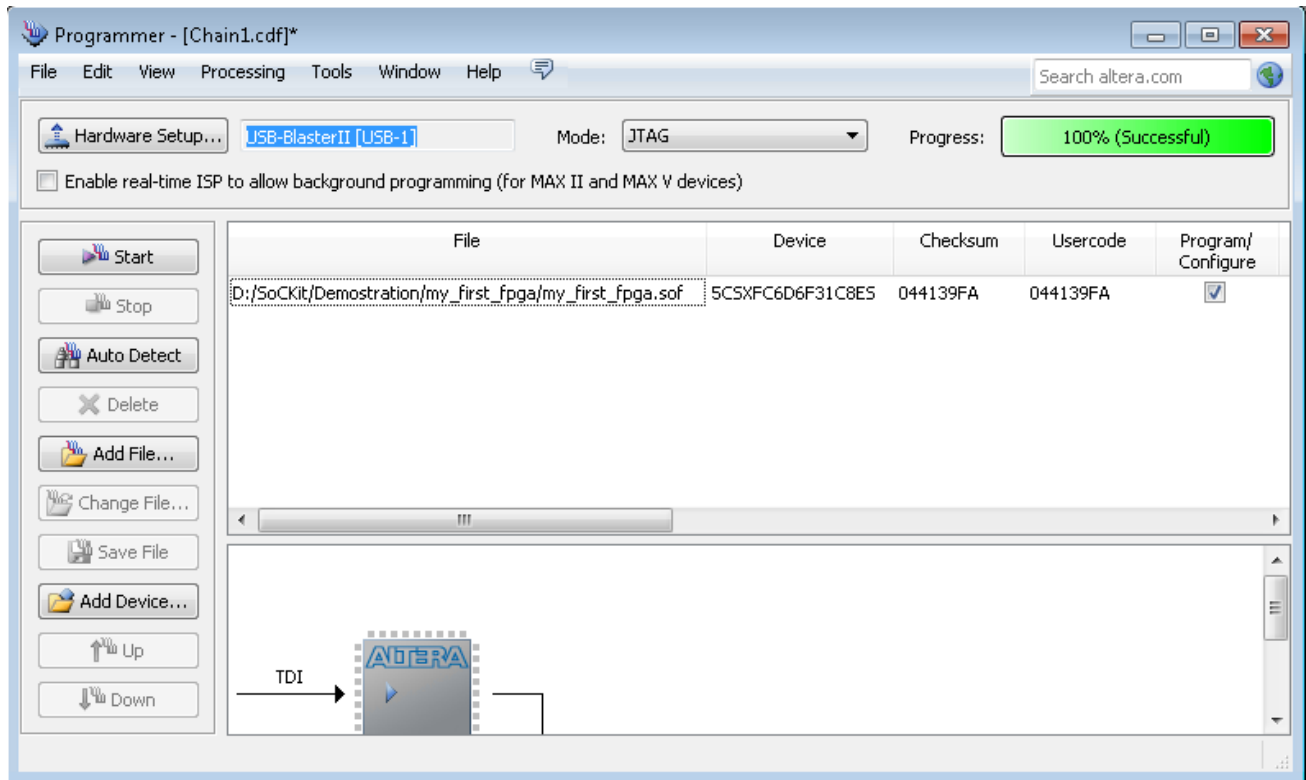 Programmer - [Chain1.cdf]*
File Edit View Processing Tools Window Help
Search altera.com
Hardware Setup...
USB-BlasterII [USB-1]
Mode: JTAG
Progress: 100% (Successful)
Enable real-time ISP to allow background programming (for MAX II and MAX V devices)
Start
Stop
Auto Detect
Delete
Add File...
Change File...
Save File
Add Device...
Up
Down
File Device Checksum Usercode Program/
Configure
D:/SoCKit/Demostration/my_first_fpga/my_first_fpga.sof 5CSXFC6D6F31C8ES 044139FA 044139FA
ALTERA
TDI